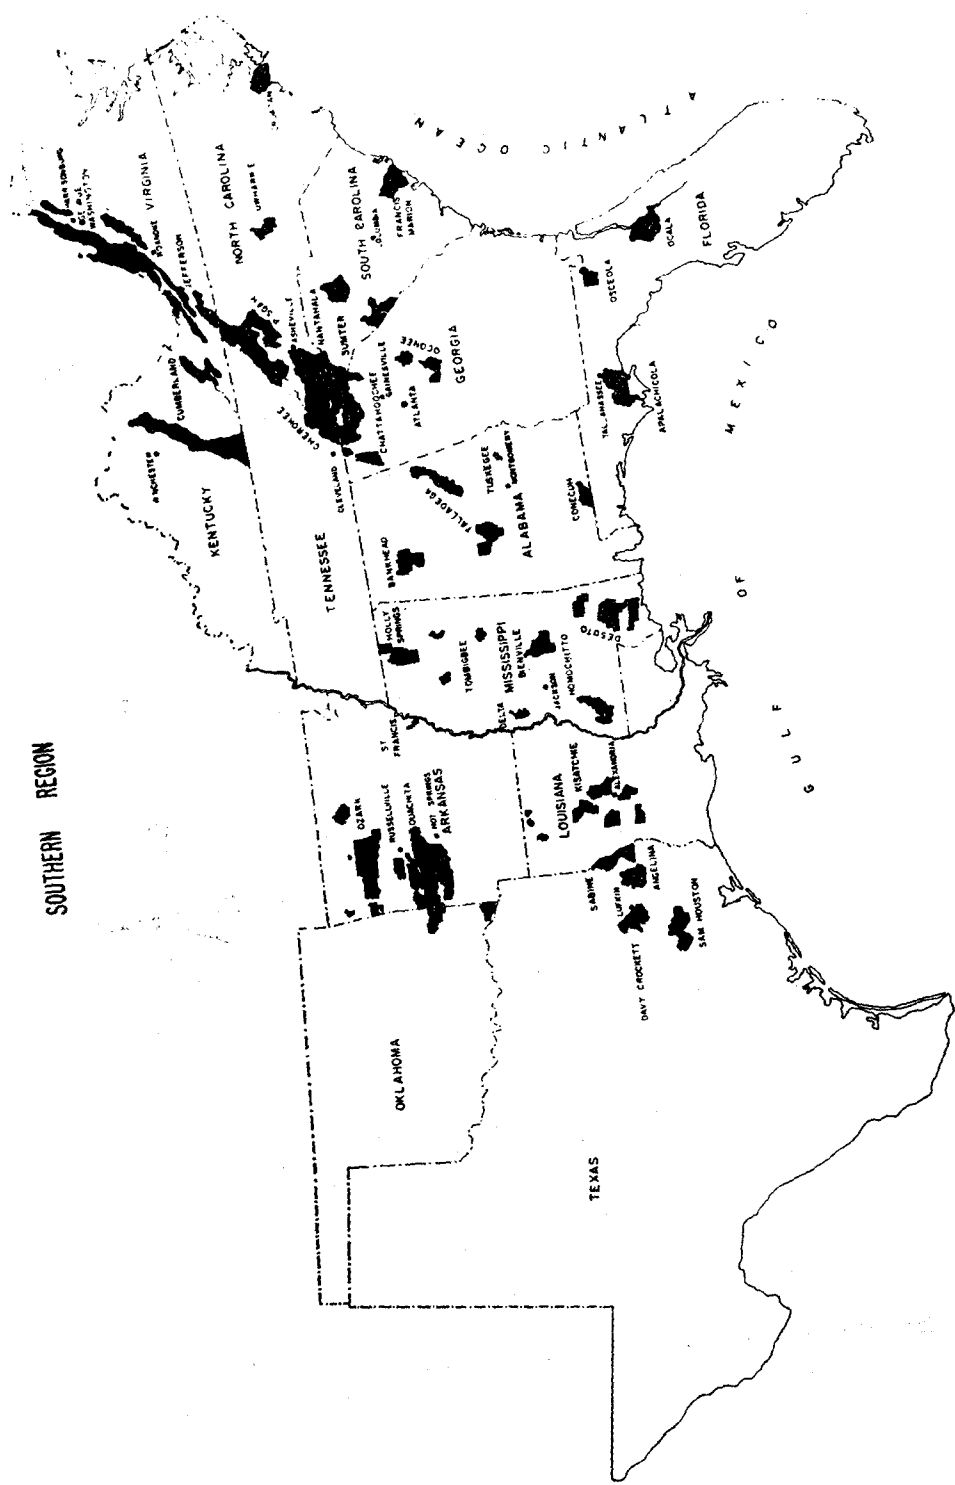 SOUTHERN REGION
HARRISONBURG
WASHINGTON
ROANOKE
VIRGINIA
JEFFERSON
NORTH CAROLINA
UWHARRIE
PISGAH
ASHEVILLE
NANTAHALA
CUMBERLAND
WINCHESTER
KENTUCKY
TENNESSEE
CHEROKEE
CLEVELAND
SOUTH CAROLINA
COLUMBIA
FRANCIS
MARION
SUMTER
CHATTAHOOCHEE
GAINESVILLE
ATLANTA
OCONEE
GEORGIA
ATLANTIC OCEAN
OCALA
FLORIDA
OSCEOLA
TALLAHASSEE
APALACHICOLA
BANKHEAD
TALLADEGA
TUSKEGEE
MONTGOMERY
ALABAMA
CONECUH
HOLLY
SPRINGS
TOMBIGBEE
MISSISSIPPI
BIENVILLE
DELTA
JACKSON
HOMOCHITTO
DESOTO
ST
FRANCIS
OZARK
RUSSELLVILLE
OUACHITA
HOT SPRINGS
ARKANSAS
LOUISIANA
KISATCHIE
ALEXANDRIA
SABINE
LUFKIN
ANGELINA
DAVY CROCKETT
SAM HOUSTON
OKLAHOMA
TEXAS
GULF OF MEXICO